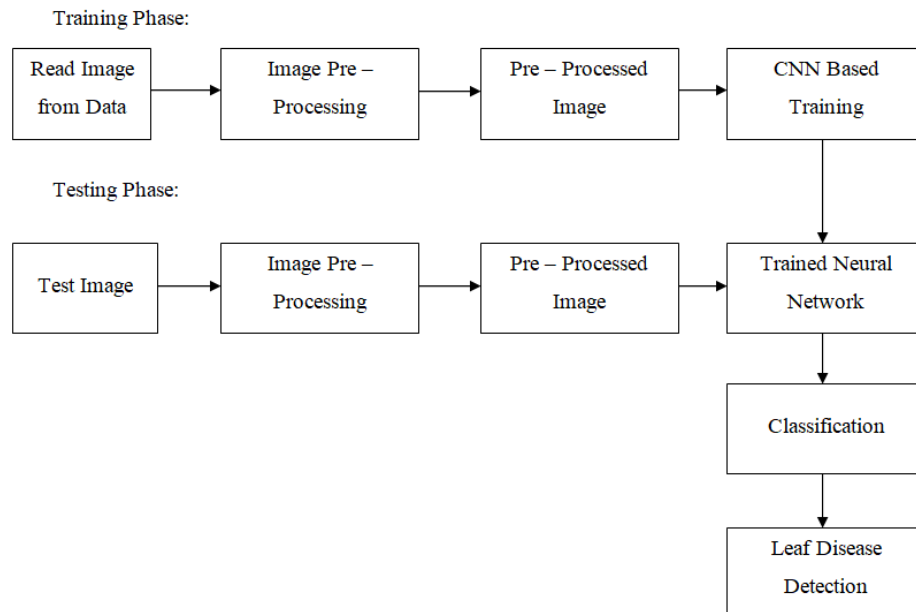 Training Phase:
Read Image
from Data
Image Pre –
Processing
Pre – Processed
Image
CNN Based
Training
Testing Phase:
Test Image
Image Pre –
Processing
Pre – Processed
Image
Trained Neural
Network
Classification
Leaf Disease
Detection